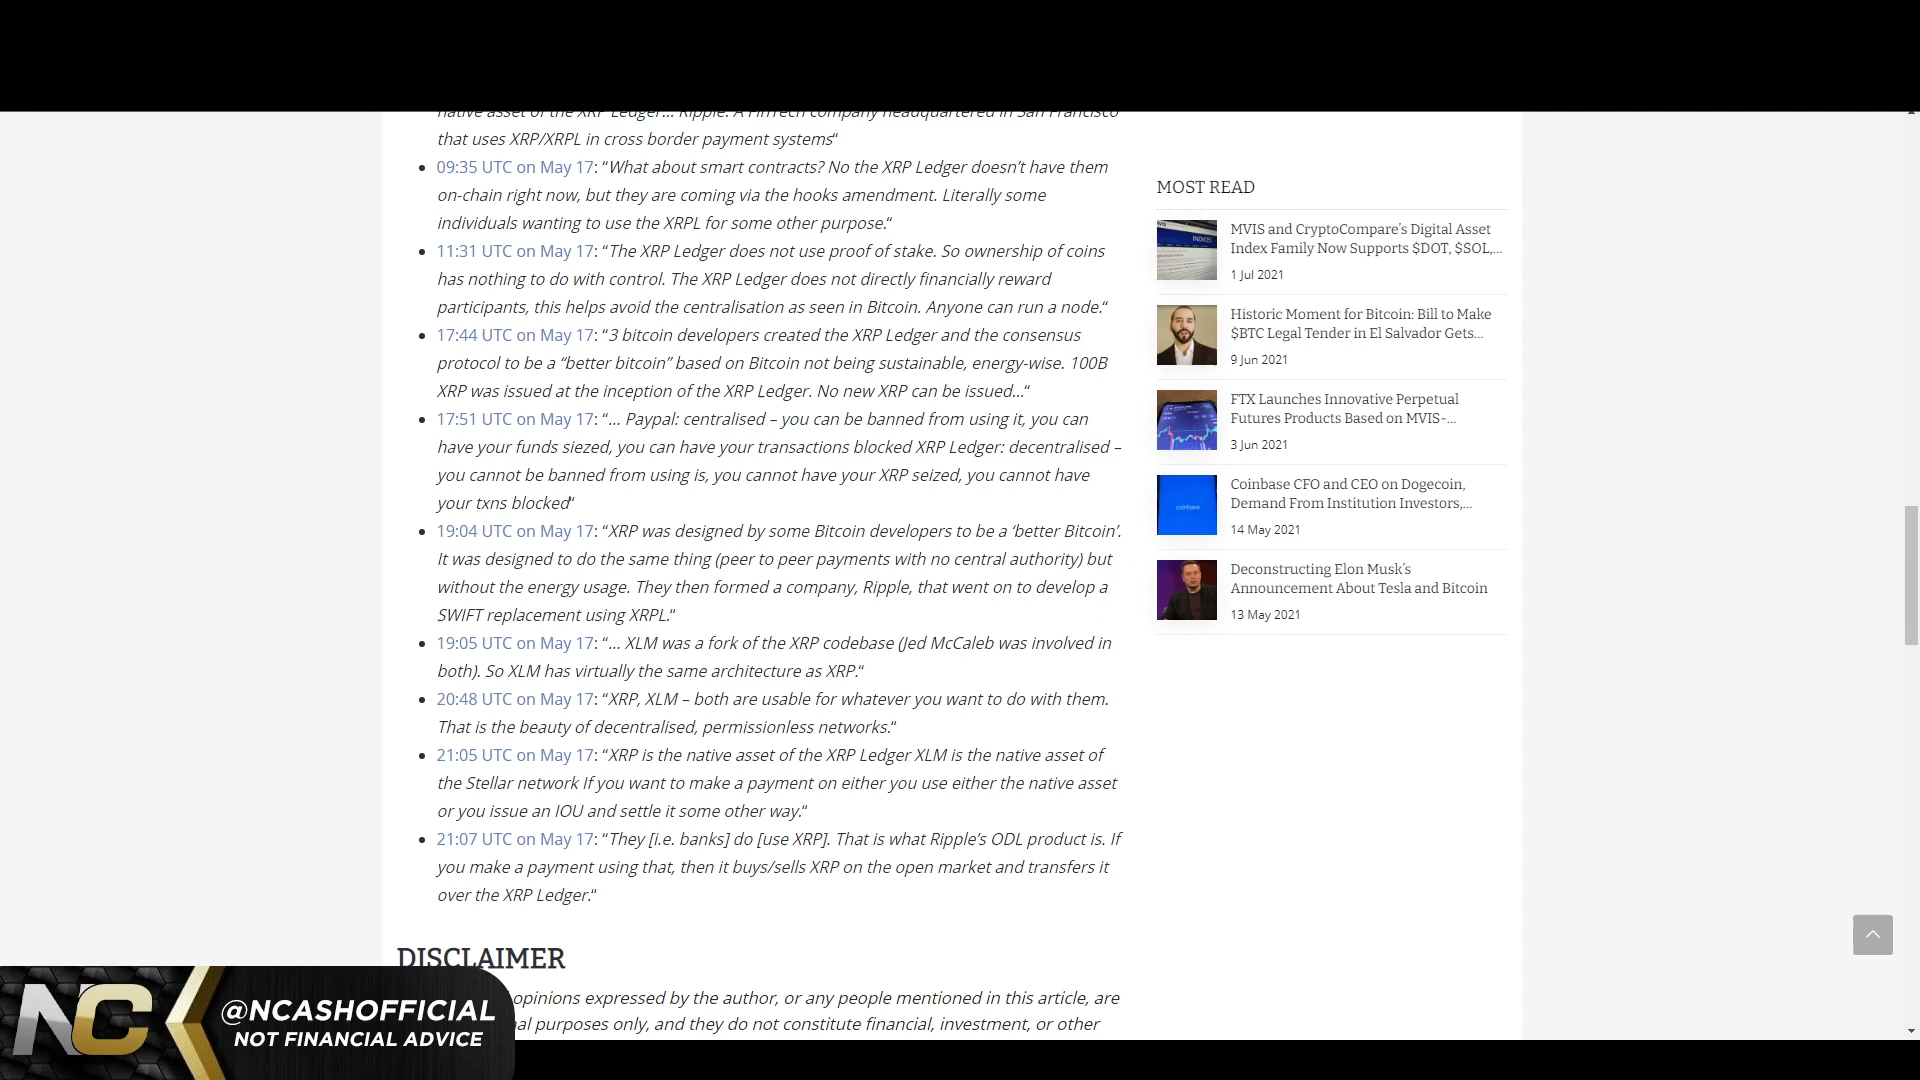 native asset of the XRP Ledger… Ripple: A FinTech company headquartered in San Francisco
that uses XRP/XRPL in cross border payment systems“
09:35 UTC on May 17: “What about smart contracts? No the XRP Ledger doesn’t have them
on-chain right now, but they are coming via the hooks amendment. Literally some
individuals wanting to use the XRPL for some other purpose.“
11:31 UTC on May 17: “The XRP Ledger does not use proof of stake. So ownership of coins
has nothing to do with control. The XRP Ledger does not directly financially reward
participants, this helps avoid the centralisation as seen in Bitcoin. Anyone can run a node.“
17:44 UTC on May 17: “3 bitcoin developers created the XRP Ledger and the consensus
protocol to be a “better bitcoin” based on Bitcoin not being sustainable, energy-wise. 100B
XRP was issued at the inception of the XRP Ledger. No new XRP can be issued…“
17:51 UTC on May 17: “… Paypal: centralised – you can be banned from using it, you can
have your funds siezed, you can have your transactions blocked XRP Ledger: decentralised –
you cannot be banned from using is, you cannot have your XRP seized, you cannot have
your txns blocked“
19:04 UTC on May 17: “XRP was designed by some Bitcoin developers to be a ‘better Bitcoin’.
It was designed to do the same thing (peer to peer payments with no central authority) but
without the energy usage. They then formed a company, Ripple, that went on to develop a
SWIFT replacement using XRPL.“
19:05 UTC on May 17: “… XLM was a fork of the XRP codebase (Jed McCaleb was involved in
both). So XLM has virtually the same architecture as XRP.“
20:48 UTC on May 17: “XRP, XLM – both are usable for whatever you want to do with them.
That is the beauty of decentralised, permissionless networks.“
21:05 UTC on May 17: “XRP is the native asset of the XRP Ledger XLM is the native asset of
the Stellar network If you want to make a payment on either you use either the native asset
or you issue an IOU and settle it some other way.“
21:07 UTC on May 17: “They [i.e. banks] do [use XRP]. That is what Ripple’s ODL product is. If
you make a payment using that, then it buys/sells XRP on the open market and transfers it
over the XRP Ledger.“
DISCLAIMER
opinions expressed by the author, or any people mentioned in this article, are
purposes only, and they do not constitute financial, investment, or other
MOST READ
INDICES
MVIS and CryptoCompare’s Digital Asset
Index Family Now Supports $DOT, $SOL,…
1 Jul 2021
Historic Moment for Bitcoin: Bill to Make
$BTC Legal Tender in El Salvador Gets…
9 Jun 2021
FTX Launches Innovative Perpetual
Futures Products Based on MVIS-…
3 Jun 2021
coinbase
Coinbase CFO and CEO on Dogecoin,
Demand From Institution Investors,…
14 May 2021
Deconstructing Elon Musk’s
Announcement About Tesla and Bitcoin
13 May 2021
NC
@NCASHOFFICIAL
NOT FINANCIAL ADVICE